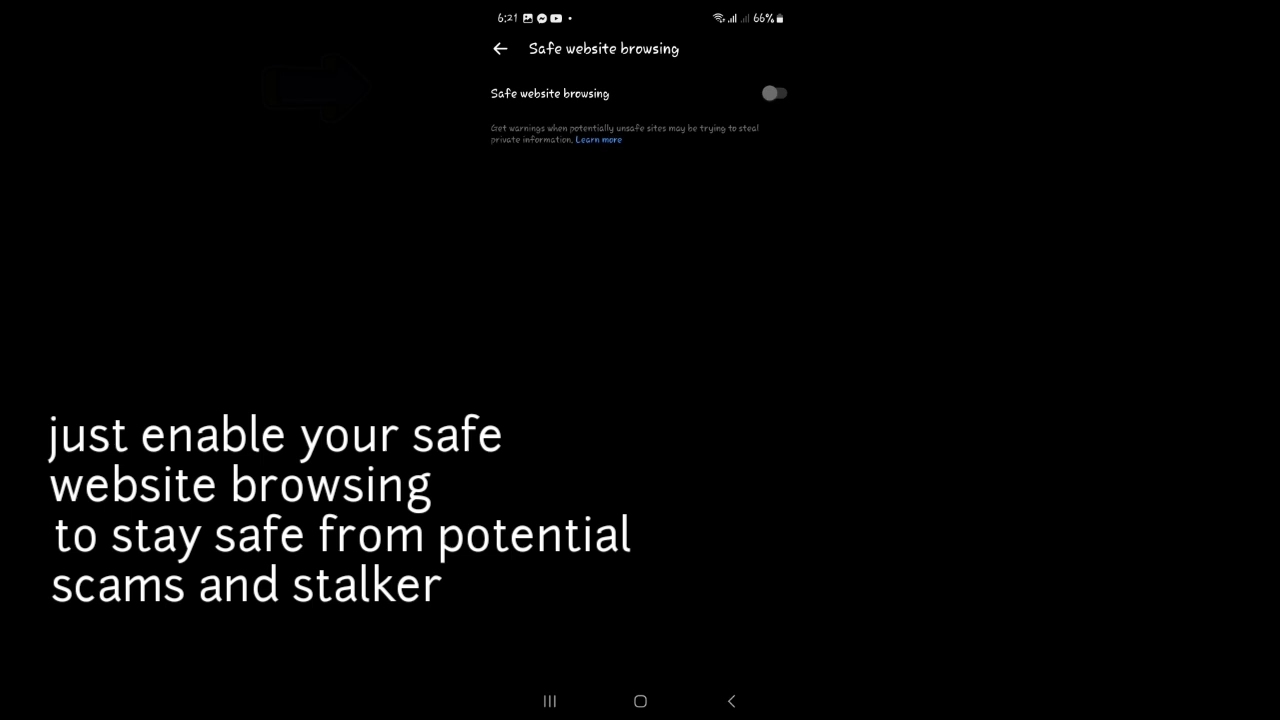 6:21 66%
Safe website browsing
Safe website browsing
Get warnings when potentially unsafe sites may be trying to steal
private information. Learn more
just enable your safe
website browsing
to stay safe from potential
scams and stalker